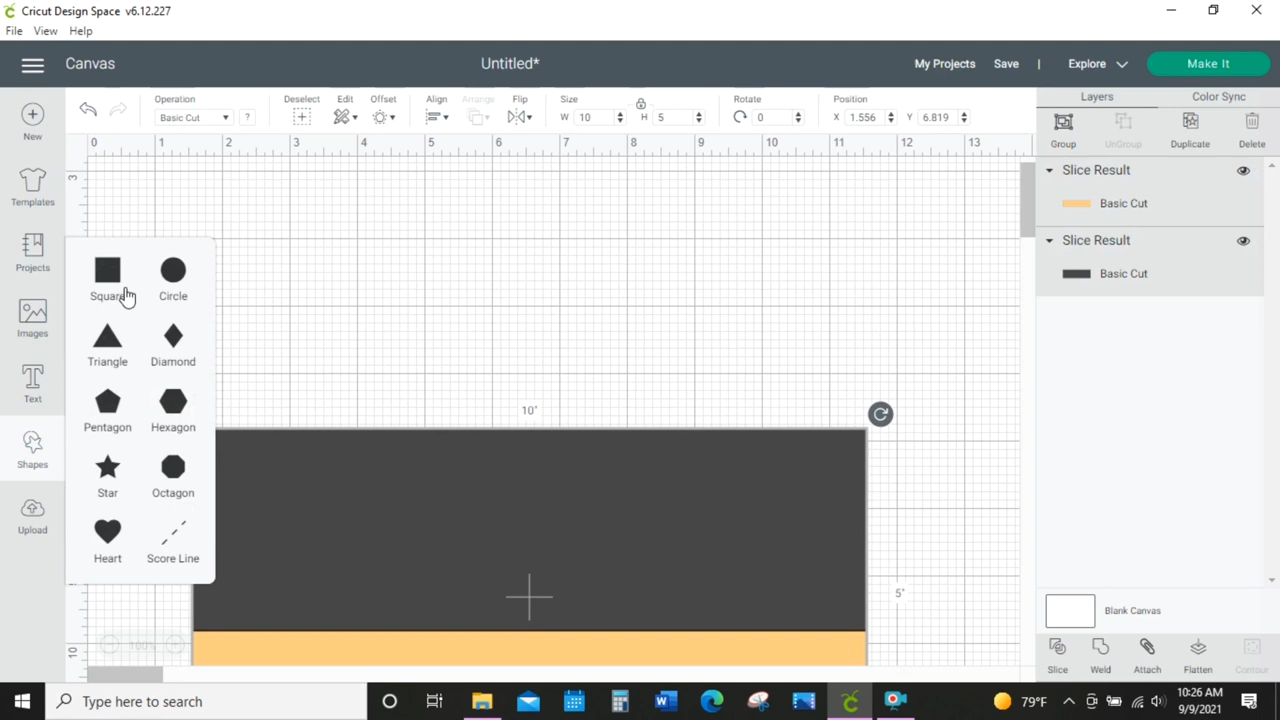 Cricut Design Space v6.12.227
File View Help
Canvas Untitled* My Projects Save | Explore Make It
Operation Deselect Edit Offset Align Arrange Flip Size Rotate Position
Basic Cut ? W 10 H 5 0 X 1.556 Y 6.819
Layers Color Sync
Group UnGroup Duplicate Delete
0 1 2 3 4 5 6 7 8 9 10 11 12 13
3
10
New
Templates
Projects
Images
Text
Shapes
Upload
Square Circle
Triangle Diamond
Pentagon Hexagon
Star Octagon
Heart Score Line
10"
5"
100%
Slice Result
Basic Cut
Slice Result
Basic Cut
Blank Canvas
Slice Weld Attach Flatten Contour
Type here to search
79°F
10:26 AM
9/9/2021